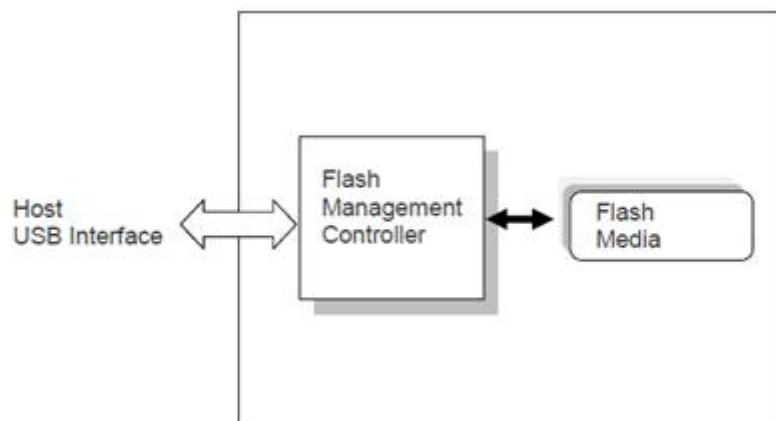 Host
USB Interface
Flash
Management
Controller
Flash
Media